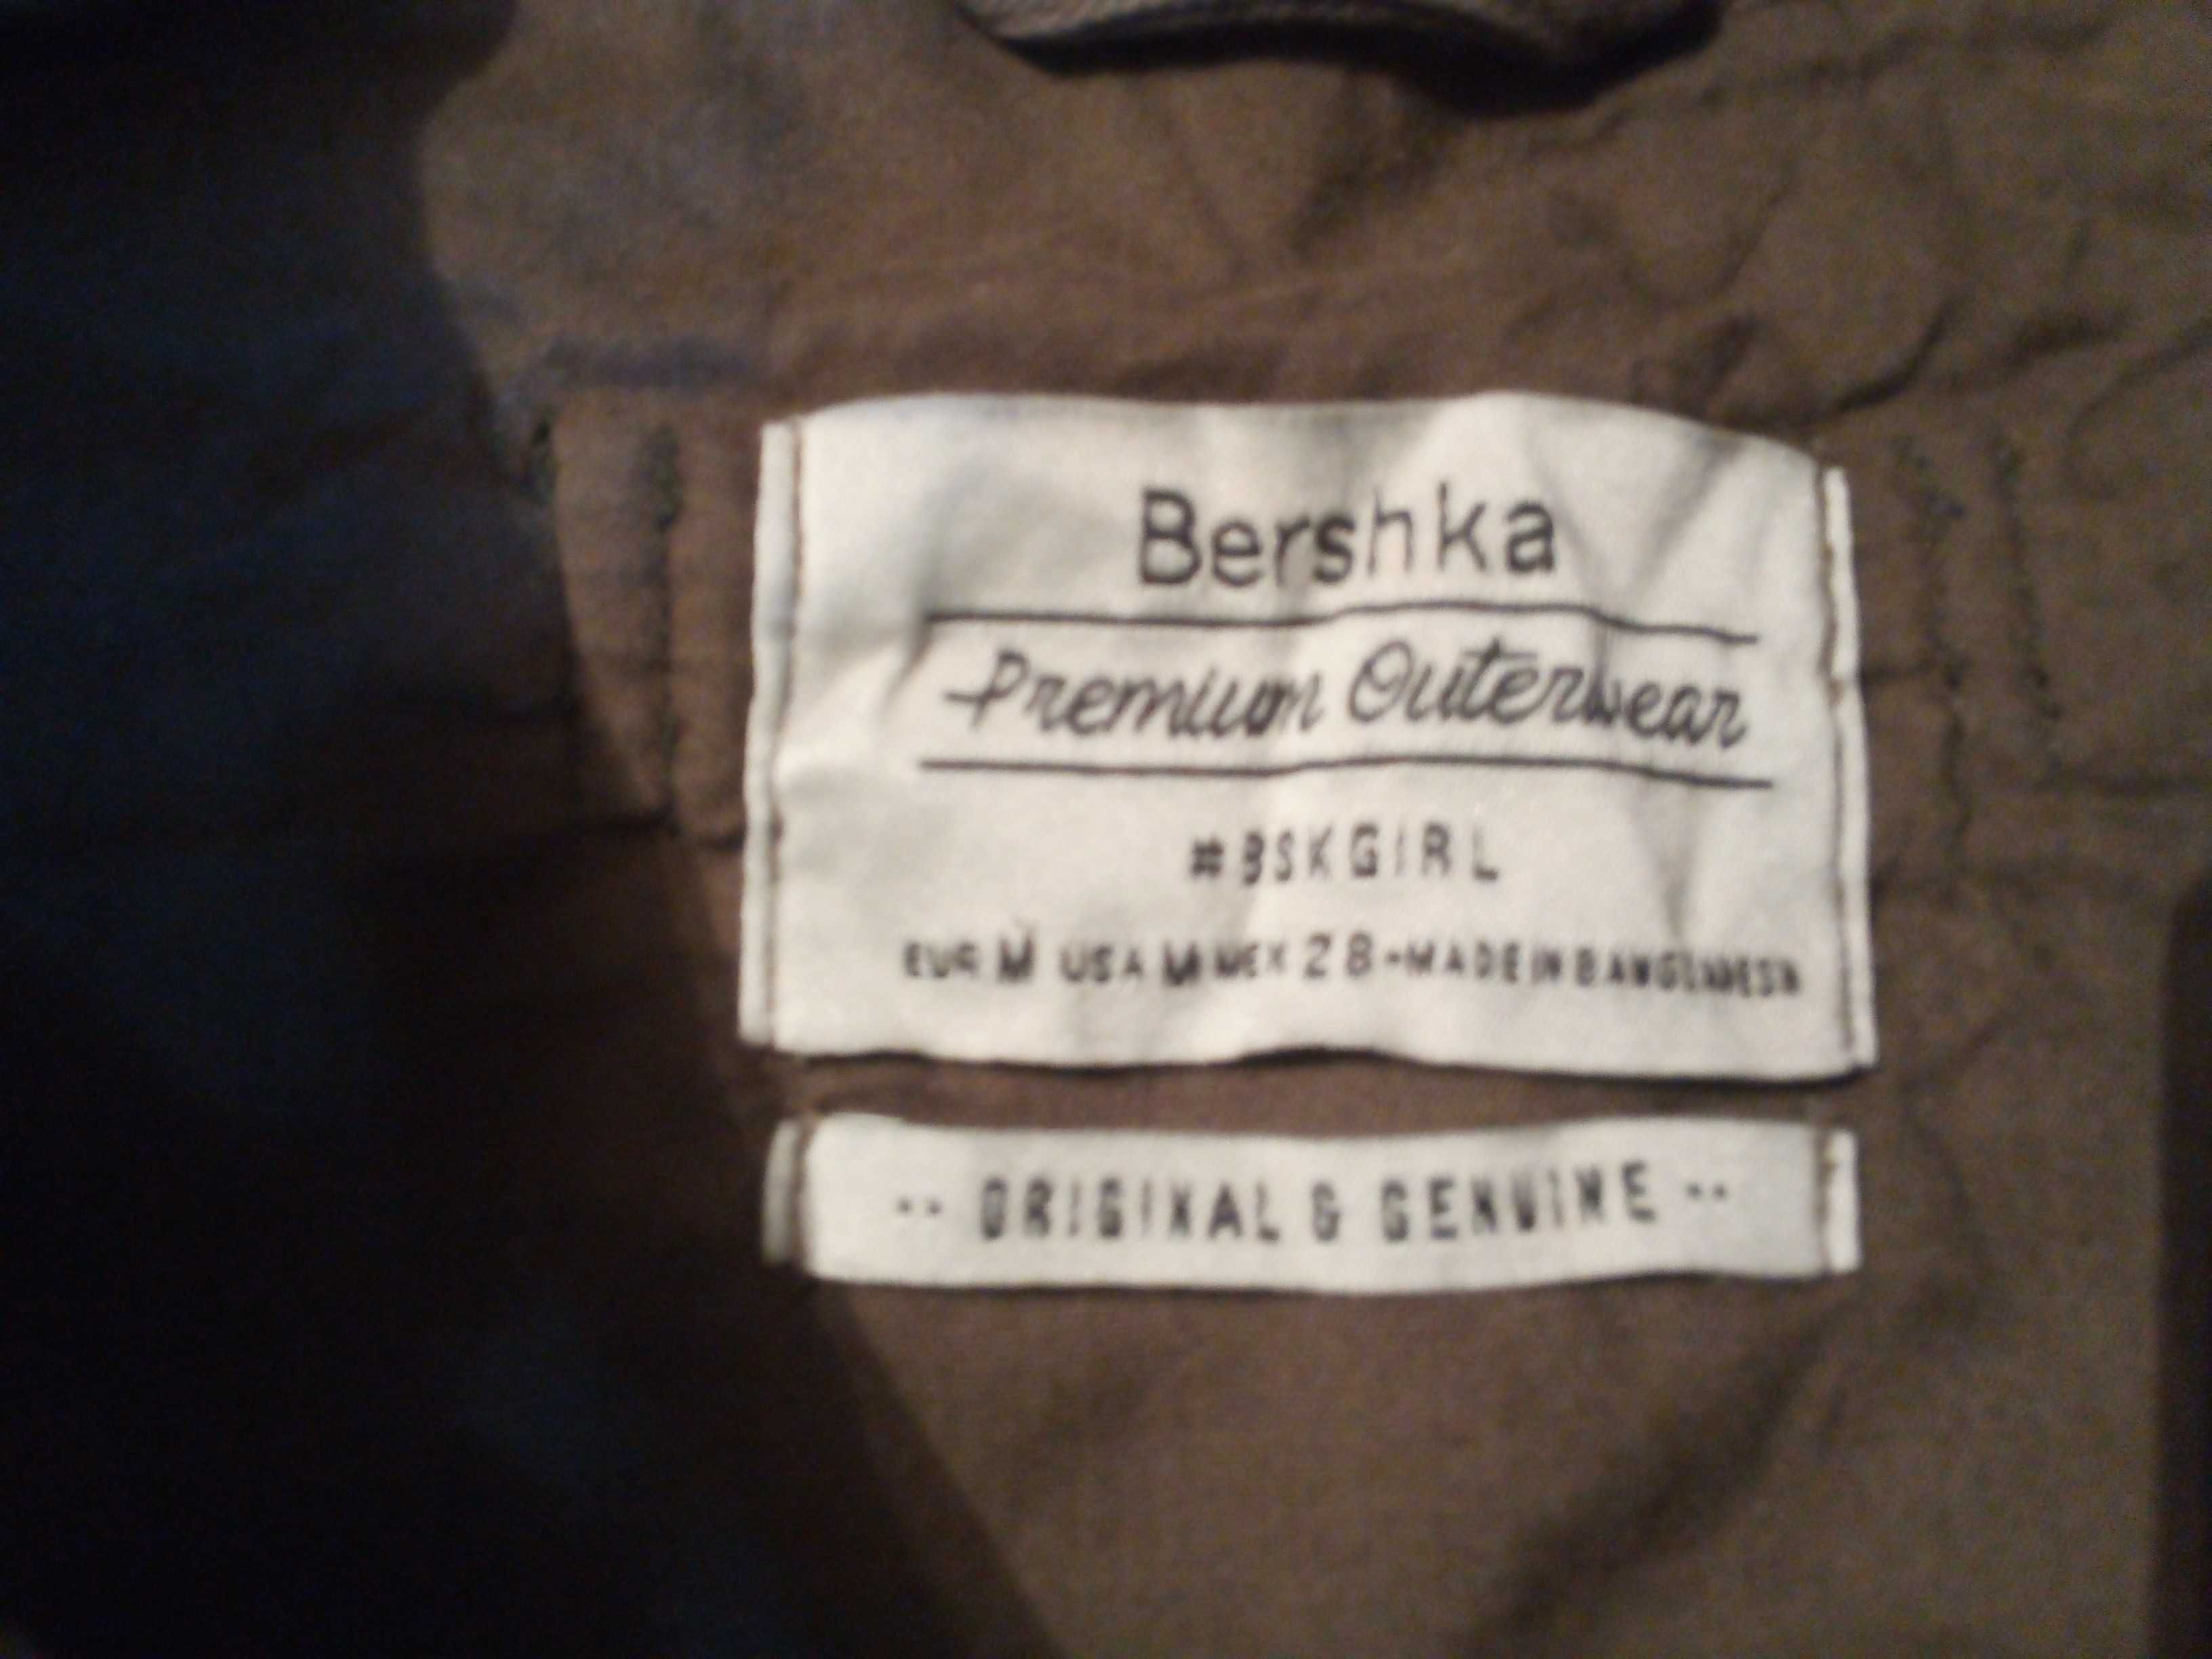 Bershka
Premium Outerwear
#BSKGIRL
EUR M USA M MEX 28-MADE IN BANGLADESH
-- ORIGINAL & GENUINE --